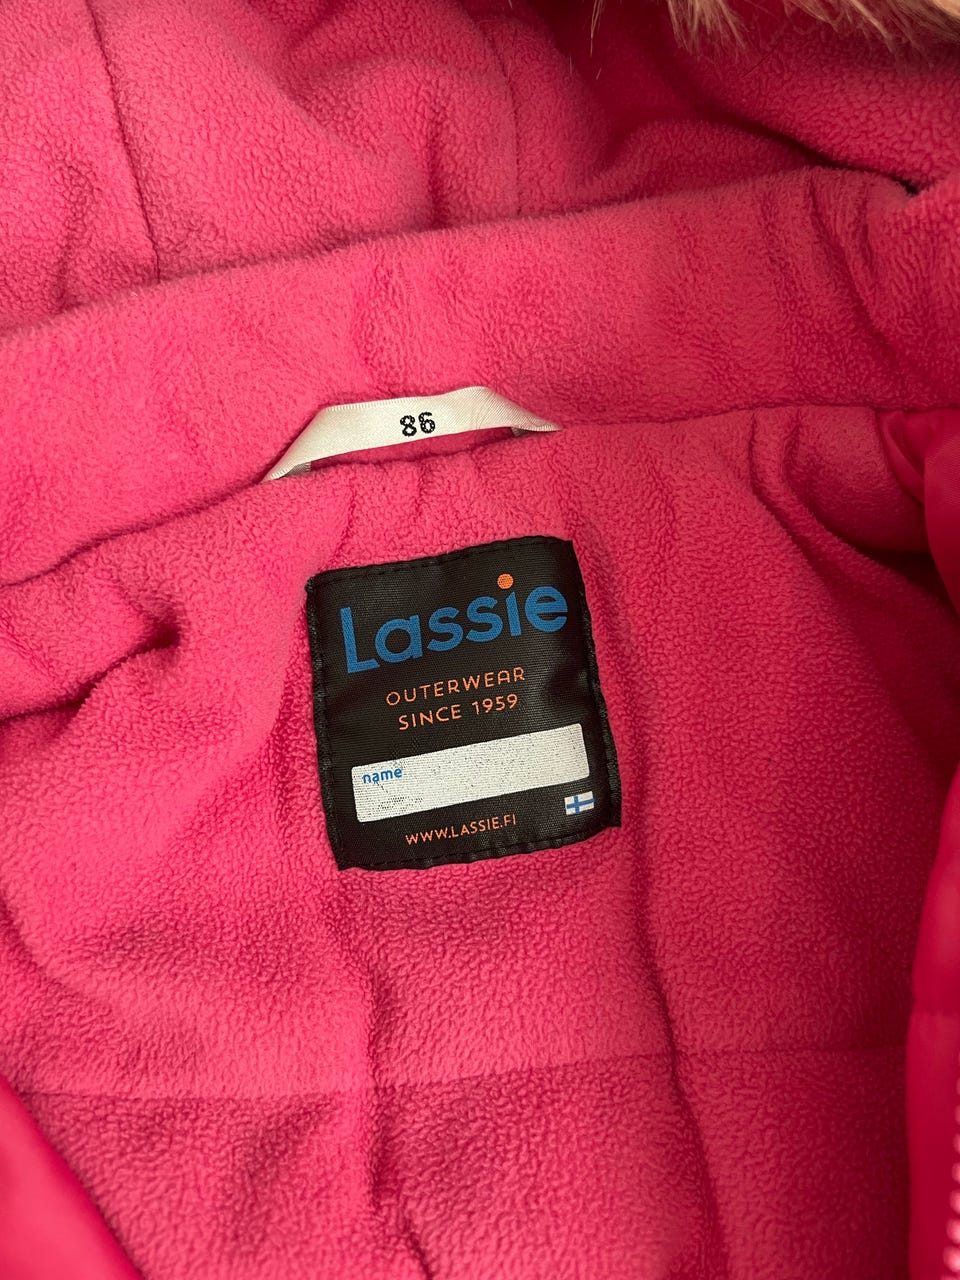 86
Lassie
OUTERWEAR
SINCE 1959
name
WWW.LASSIE.FI